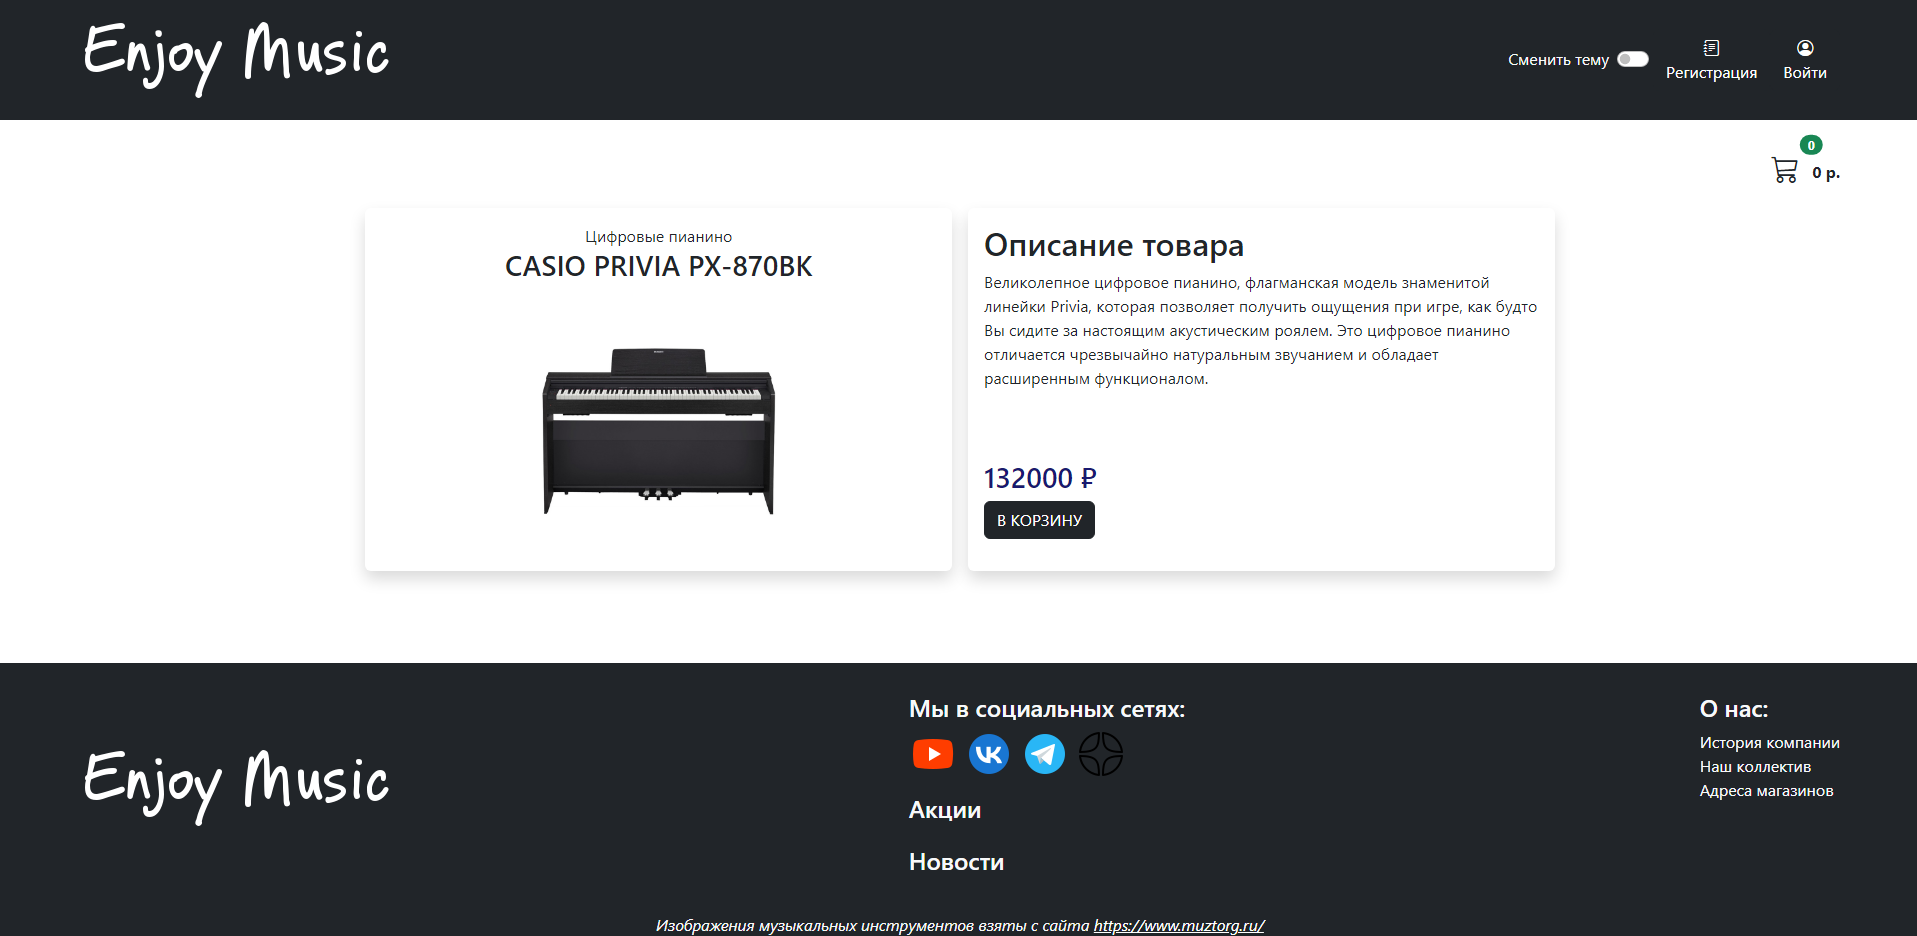 Enjoy Music
Сменить тему
Регистрация
Войти
0
0 р.
Цифровые пианино
CASIO PRIVIA PX-870BK
Описание товара
Великолепное цифровое пианино, флагманская модель знаменитой
линейки Privia, которая позволяет получить ощущения при игре, как будто
Вы сидите за настоящим акустическим роялем. Это цифровое пианино
отличается чрезвычайно натуральным звучанием и обладает
расширенным функционалом.
132000 ₽
В КОРЗИНУ
Enjoy Music
Мы в социальных сетях:
Акции
Новости
О нас:
История компании
Наш коллектив
Адреса магазинов
Изображения музыкальных инструментов взяты с сайта https://www.muztorg.ru/